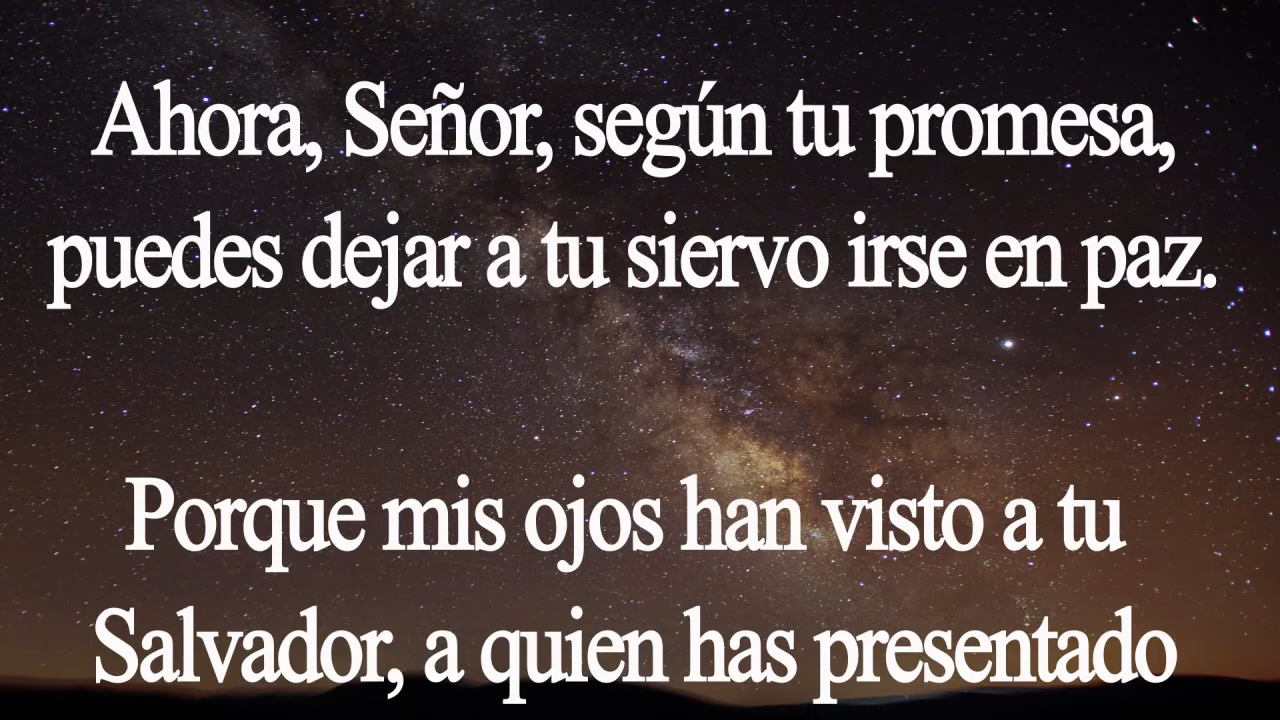 Ahora, Señor, según tu promesa,
puedes dejar a tu siervo irse en paz.
Porque mis ojos han visto a tu
Salvador, a quien has presentado